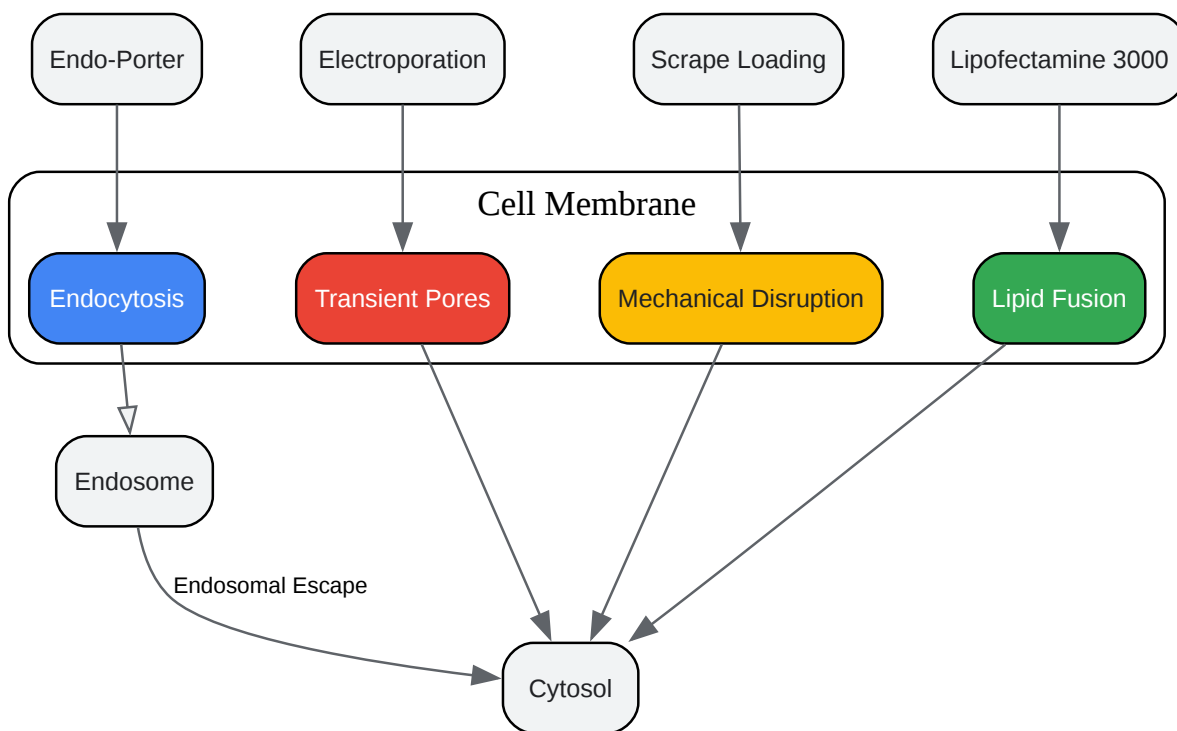 Endo-Porter
Electroporation
Scrape Loading
Lipofectamine 3000
Cell Membrane
Endocytosis
Transient Pores
Mechanical Disruption
Lipid Fusion
Endosome
Endosomal Escape
Cytosol